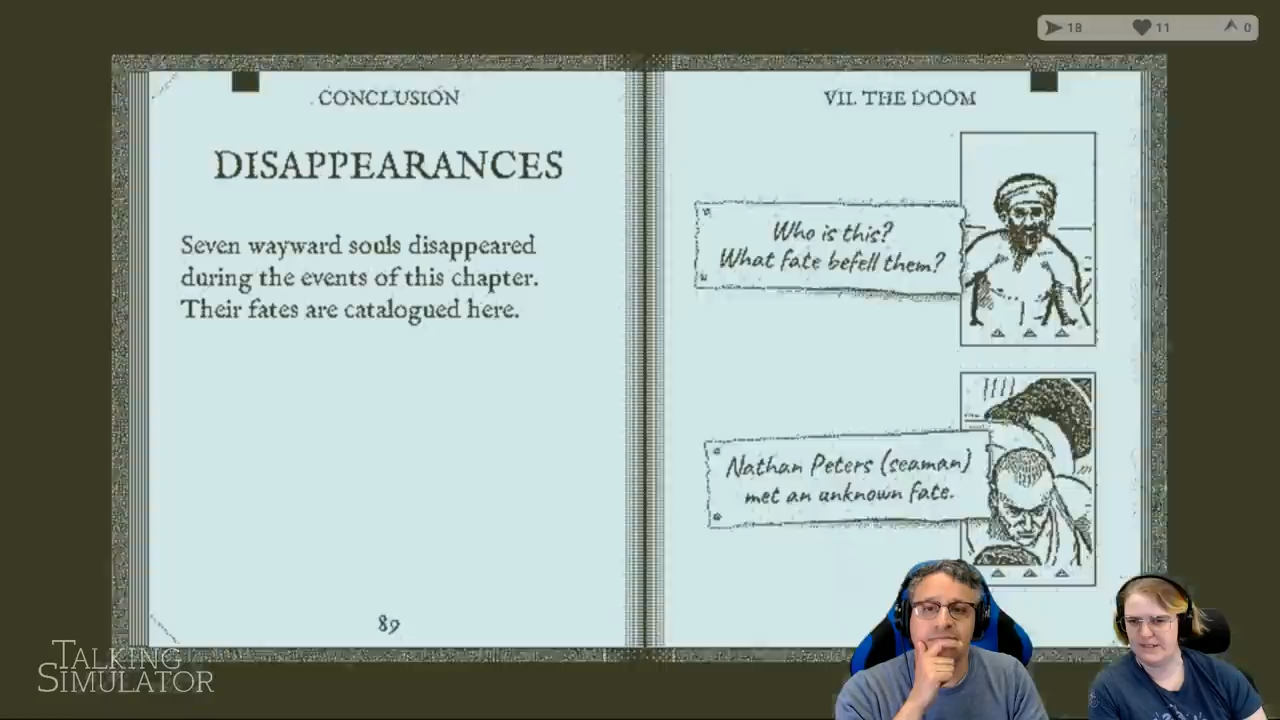 18 11 0
CONCLUSION
DISAPPEARANCES
Seven wayward souls disappeared
during the events of this chapter.
Their fates are catalogued here.
89
VII. THE DOOM
Who is this?
What fate befell them?
Nathan Peters (seaman)
met an unknown fate.
TALKING
SIMULATOR